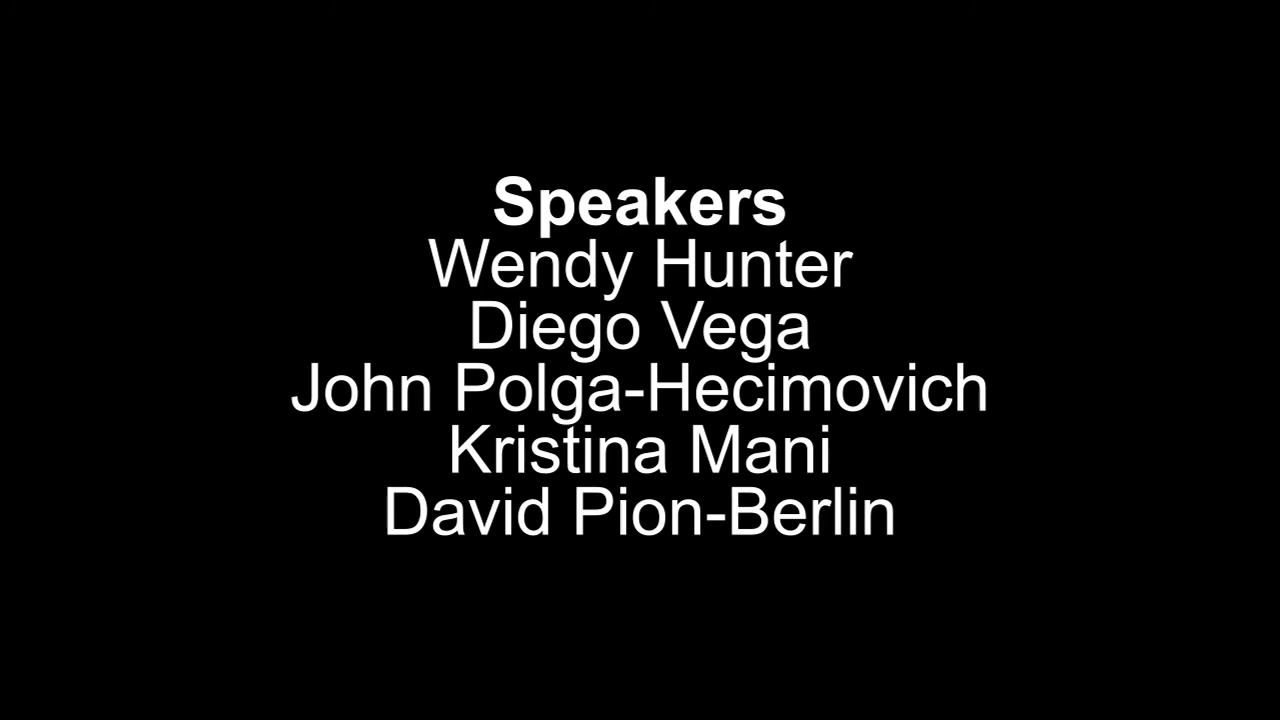 Speakers
Wendy Hunter
Diego Vega
John Polga-Hecimovich
Kristina Mani
David Pion-Berlin